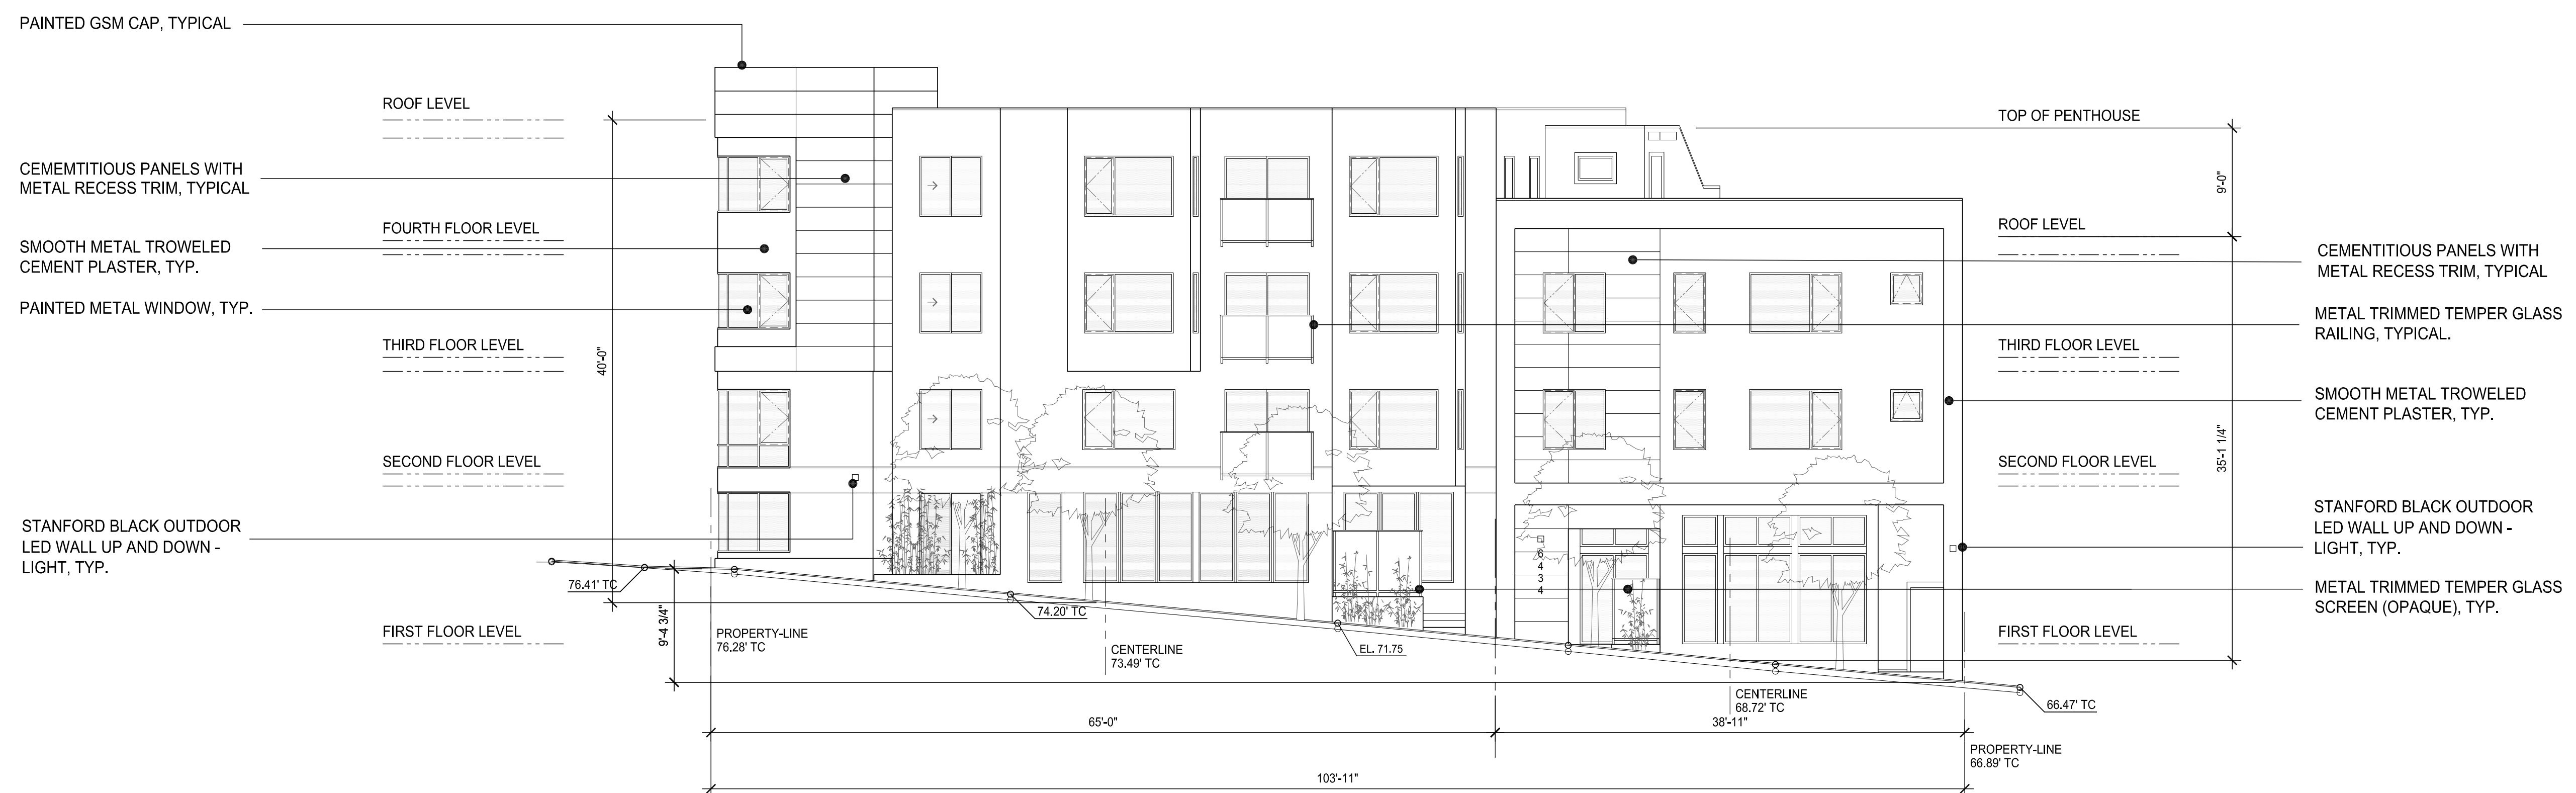 PAINTED GSM CAP, TYPICAL
ROOF LEVEL
TOP OF PENTHOUSE
CEMEMTITIOUS PANELS WITH
METAL RECESS TRIM, TYPICAL
9'-0"
FOURTH FLOOR LEVEL
ROOF LEVEL
SMOOTH METAL TROWELED
CEMENT PLASTER, TYP.
CEMENTITIOUS PANELS WITH
METAL RECESS TRIM, TYPICAL
PAINTED METAL WINDOW, TYP.
METAL TRIMMED TEMPER GLASS
RAILING, TYPICAL.
THIRD FLOOR LEVEL
THIRD FLOOR LEVEL
40'-0"
SMOOTH METAL TROWELED
CEMENT PLASTER, TYP.
35'-1 1/4"
SECOND FLOOR LEVEL
SECOND FLOOR LEVEL
STANFORD BLACK OUTDOOR
LED WALL UP AND DOWN -
LIGHT, TYP.
STANFORD BLACK OUTDOOR
LED WALL UP AND DOWN -
LIGHT, TYP.
6
4
3
4
76.41' TC
74.20' TC
METAL TRIMMED TEMPER GLASS
SCREEN (OPAQUE), TYP.
9'-4 3/4"
FIRST FLOOR LEVEL
FIRST FLOOR LEVEL
PROPERTY-LINE
76.28' TC
CENTERLINE
73.49' TC
EL. 71.75
CENTERLINE
68.72' TC
66.47' TC
65'-0"
38'-11"
PROPERTY-LINE
66.89' TC
103'-11"